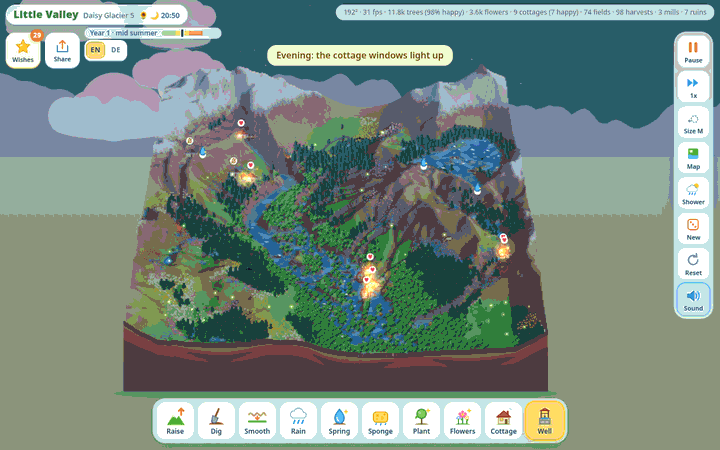 Little Valley Daisy Glacier 5 20:50
192² · 31 fps · 11.8k trees (98% happy) · 3.6k flowers · 9 cottages (7 happy) · 74 fields · 98 harvests · 3 mills · 7 ruins
Year 1 · mid summer
29
Wishes
Share
EN
DE
Evening: the cottage windows light up
Pause
1x
Size M
Map
Shower
New
Reset
Sound
Raise
Dig
Smooth
Rain
Spring
Sponge
Plant
Flowers
Cottage
Well